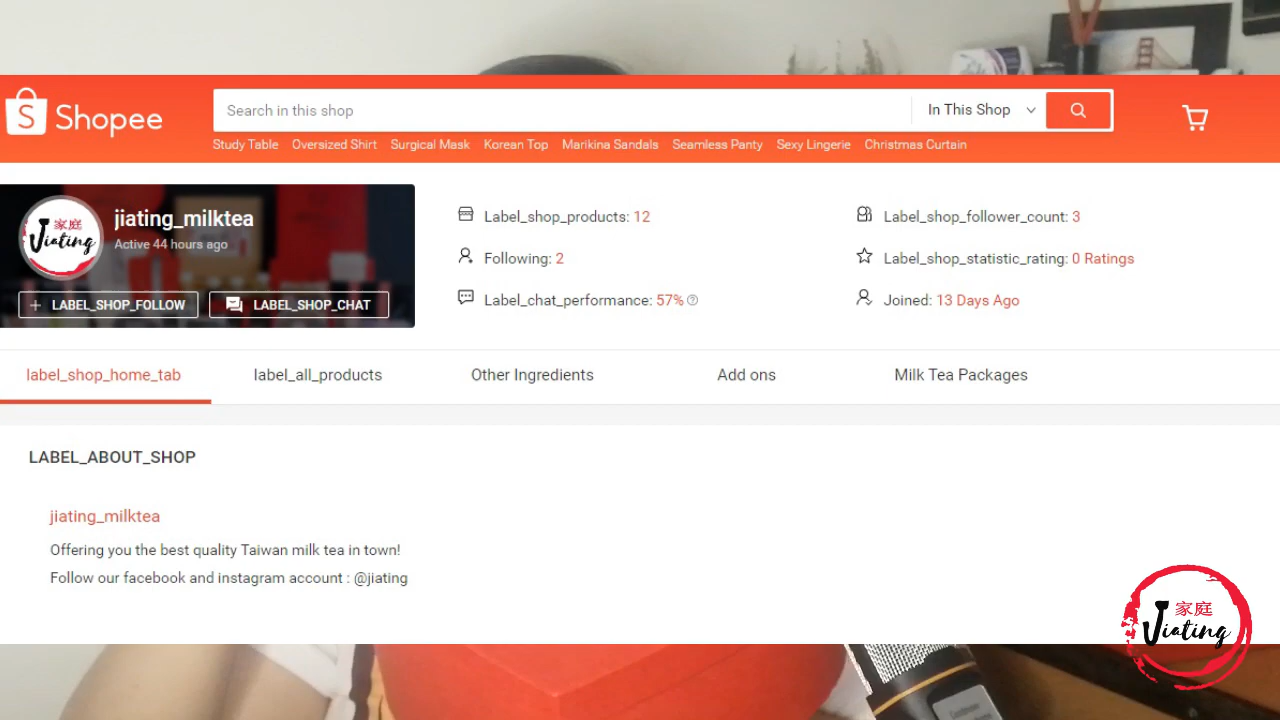 Shopee
Search in this shop
In This Shop
Study Table Oversized Shirt Surgical Mask Korean Top Marikina Sandals Seamless Panty Sexy Lingerie Christmas Curtain
家庭
Jiating
jiating_milktea
Active 44 hours ago
+ LABEL_SHOP_FOLLOW
LABEL_SHOP_CHAT
Label_shop_products: 12
Following: 2
Label_chat_performance: 57%
Label_shop_follower_count: 3
Label_shop_statistic_rating: 0 Ratings
Joined: 13 Days Ago
label_shop_home_tab label_all_products Other Ingredients Add ons Milk Tea Packages
LABEL_ABOUT_SHOP
jiating_milktea
Offering you the best quality Taiwan milk tea in town!
Follow our facebook and instagram account : @jiating
家庭
Jiating